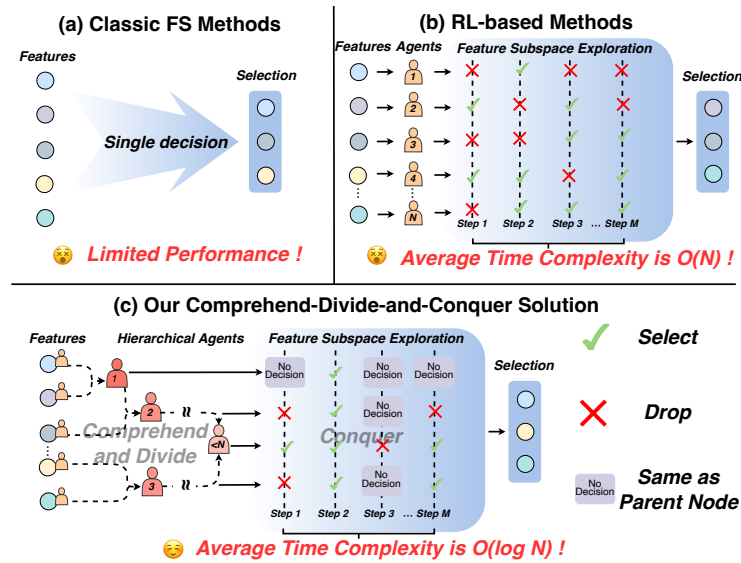 (a) Classic FS Methods
Features
Selection
Single decision
Limited Performance !
(b) RL-based Methods
Features Agents Feature Subspace Exploration
Selection
1
2
3
4
N
Step 1 Step 2 Step 3 ... Step M
Average Time Complexity is O(N) !
(c) Our Comprehend-Divide-and-Conquer Solution
Features Hierarchical Agents Feature Subspace Exploration
Selection
1
2
<N
3
Comprehend
and Divide
Conquer
No
Decision
No
Decision
No
Decision
No
Decision
No
Decision
Step 1 Step 2 Step 3 ... Step M
Average Time Complexity is O(log N) !
Select
Drop
No
Decision
Same as
Parent Node